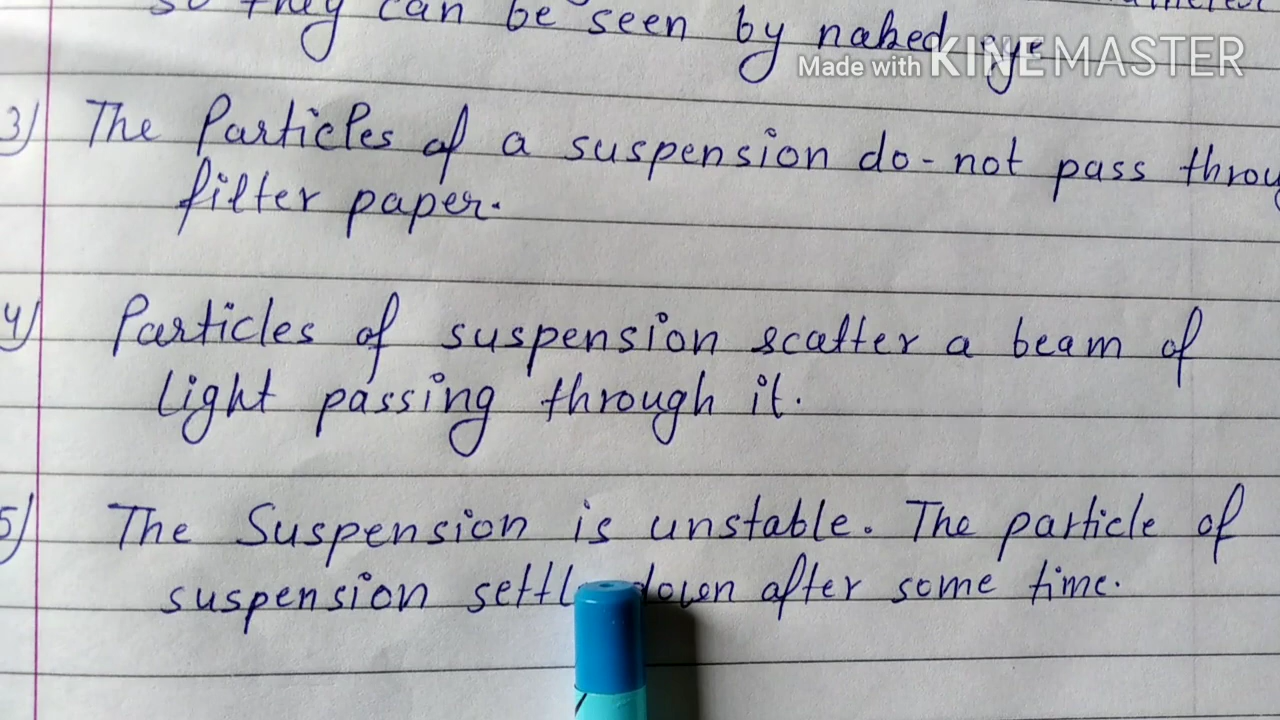 so they can be seen by naked eye
Made with KINEMASTER
3) The Particles of a suspension do-not pass throu
filter paper.
4) Particles of suspension scatter a beam of
light passing through it.
5) The Suspension is unstable. The particle of
suspension settl down after some time.